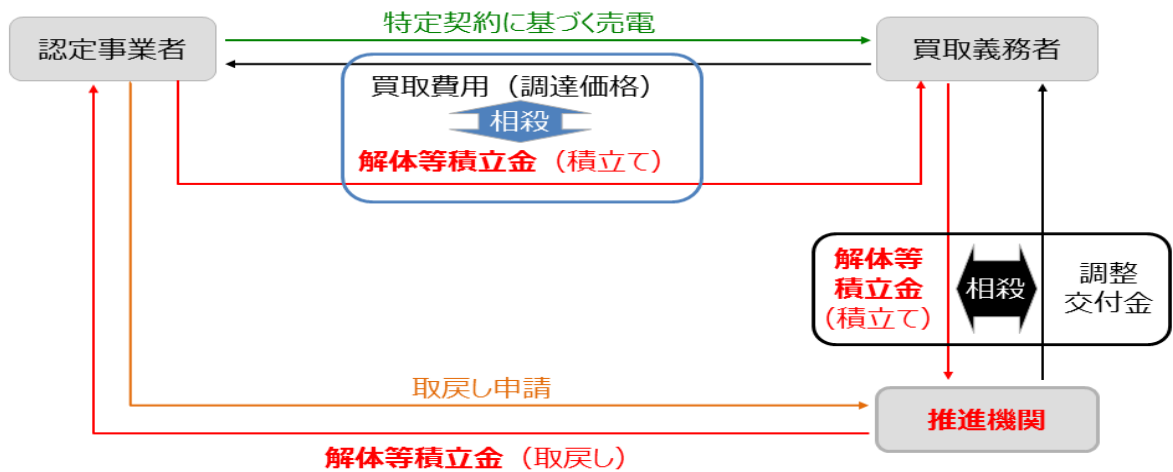 特定契約に基づく売電
認定事業者
買取義務者
買取費用（調達価格）
相殺
解体等積立金（積立て）
解体等
積立金
（積立て）
相殺
調整
交付金
取戻し申請
推進機関
解体等積立金（取戻し）